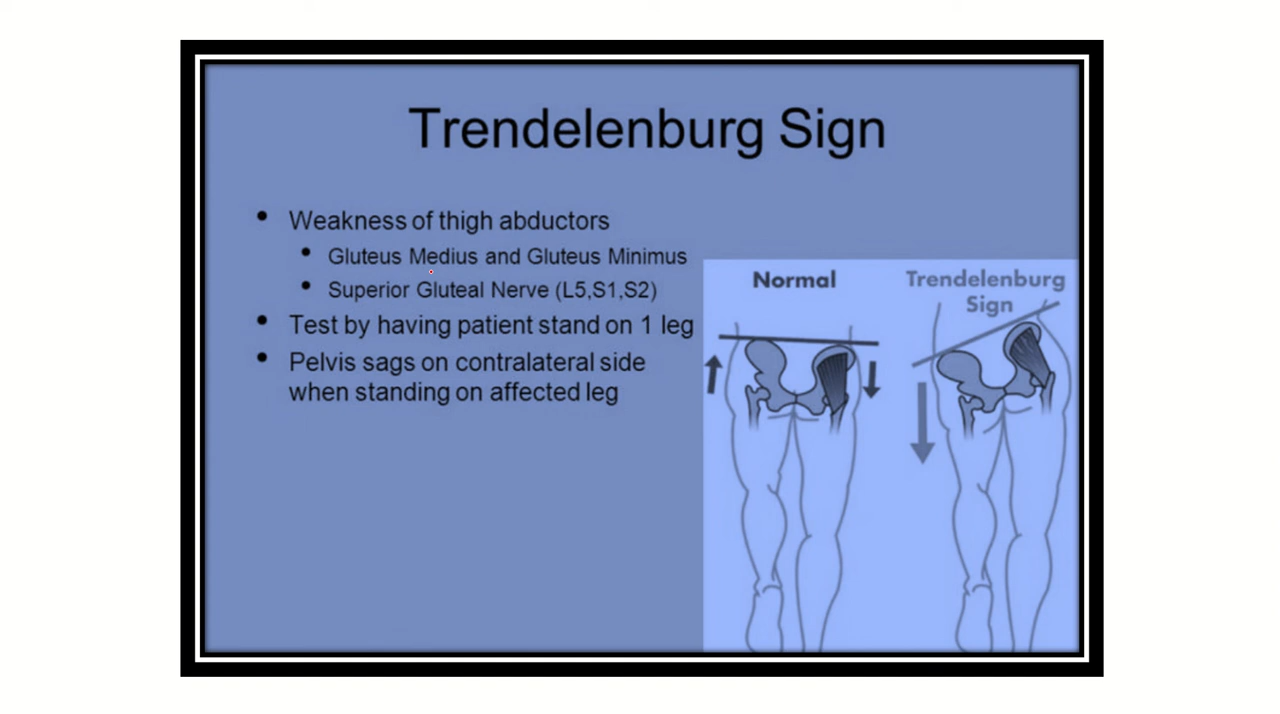 Trendelenburg Sign
• Weakness of thigh abductors
• Gluteus Medius and Gluteus Minimus
• Superior Gluteal Nerve (L5,S1,S2)
• Test by having patient stand on 1 leg
• Pelvis sags on contralateral side
when standing on affected leg
Normal
Trendelenburg
Sign